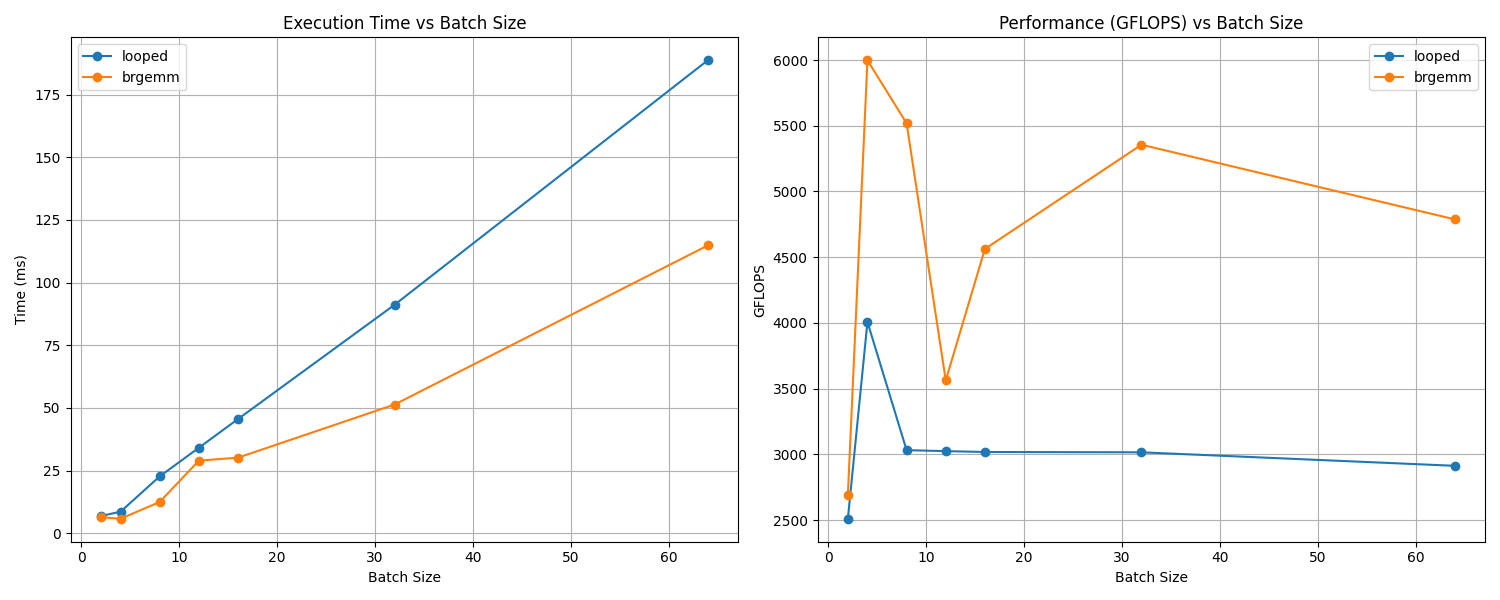 Execution Time vs Batch Size
looped
brgemm
175
150
125
100
75
50
25
0
Time (ms)
0 10 20 30 40 50 60
Batch Size
Performance (GFLOPS) vs Batch Size
looped
brgemm
6000
5500
5000
4500
4000
3500
3000
2500
GFLOPS
0 10 20 30 40 50 60
Batch Size